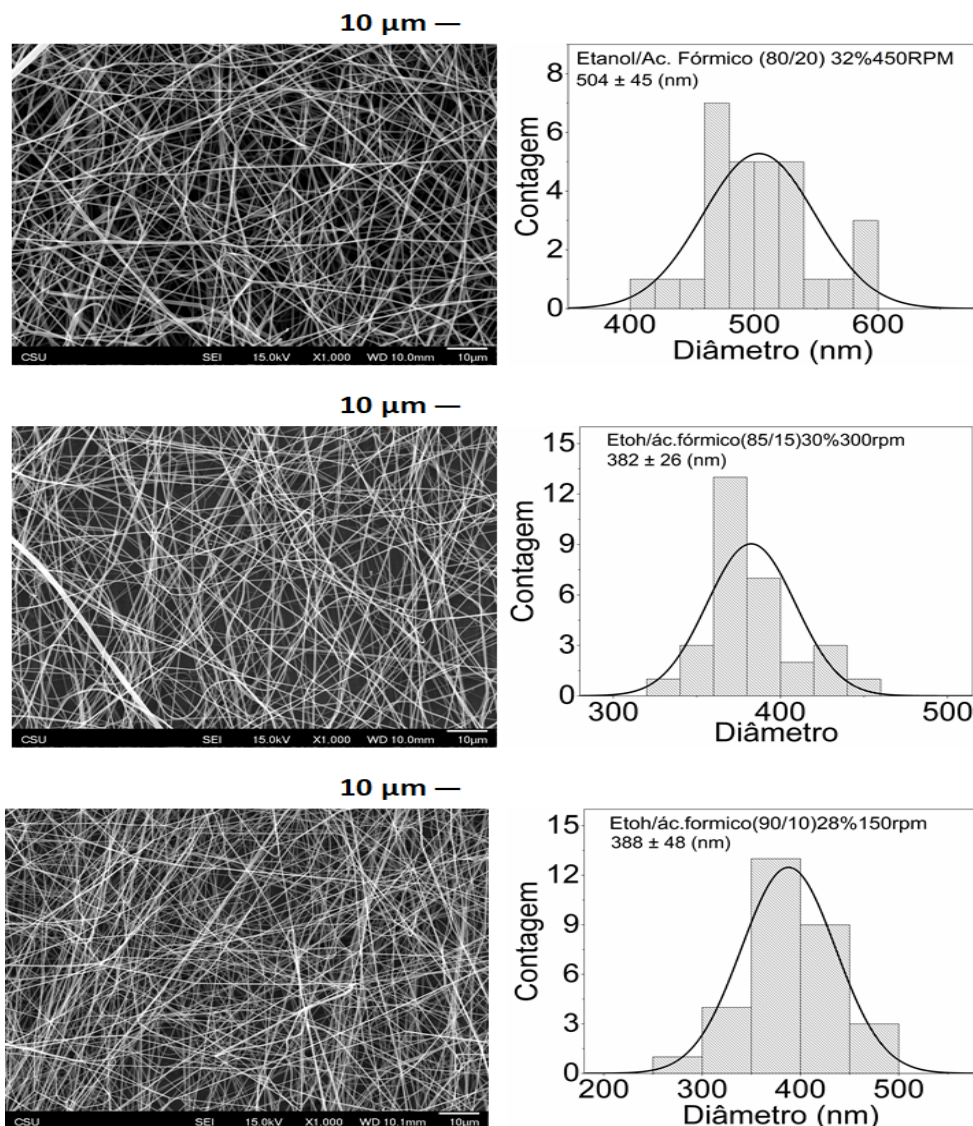 10 µm —
Etanol/Ac. Fórmico (80/20) 32%450RPM
504 ± 45 (nm)
Contagem
8
6
4
2
0
400 500 600
Diâmetro (nm)
CSU SEI 15.0kV X1,000 WD 10.0mm 10µm
10 µm —
Etoh/ác.fórmico(85/15)30%300rpm
382 ± 26 (nm)
Contagem
15
12
9
6
3
0
300 400 500
Diâmetro
CSU SEI 15.0kV X1,000 WD 10.0mm 10µm
10 µm —
Etoh/ác.formico(90/10)28%150rpm
388 ± 48 (nm)
Contagem
15
12
9
6
3
0
200 300 400 500
Diâmetro (nm)
CSU SEI 15.0kV X1,000 WD 10.1mm 10µm